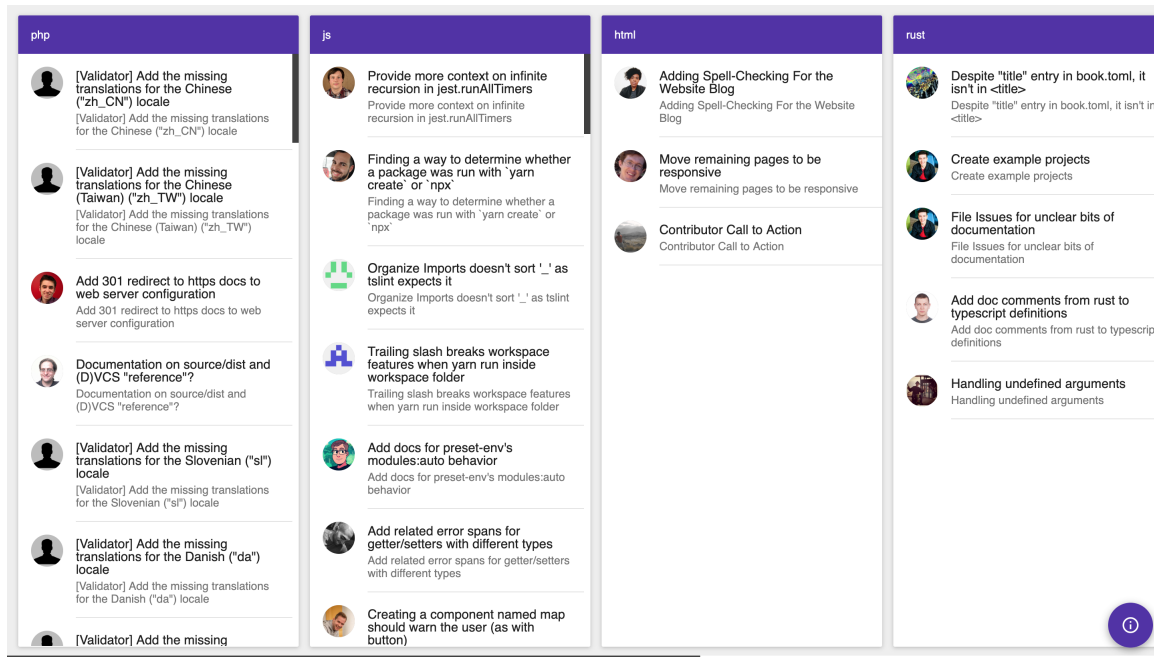 php
[Validator] Add the missing
translations for the Chinese
("zh_CN") locale
[Validator] Add the missing translations
for the Chinese ("zh_CN") locale
[Validator] Add the missing
translations for the Chinese
(Taiwan) ("zh_TW") locale
[Validator] Add the missing translations
for the Chinese (Taiwan) ("zh_TW")
locale
Add 301 redirect to https docs to
web server configuration
Add 301 redirect to https docs to web
server configuration
Documentation on source/dist and
(D)VCS "reference"?
Documentation on source/dist and
(D)VCS "reference"?
[Validator] Add the missing
translations for the Slovenian ("sl")
locale
[Validator] Add the missing translations
for the Slovenian ("sl") locale
[Validator] Add the missing
translations for the Danish ("da")
locale
[Validator] Add the missing translations
for the Danish ("da") locale
[Validator] Add the missing
js
Provide more context on infinite
recursion in jest.runAllTimers
Provide more context on infinite
recursion in jest.runAllTimers
Finding a way to determine whether
a package was run with `yarn
create` or `npx`
Finding a way to determine whether a
package was run with `yarn create` or
`npx`
Organize Imports doesn't sort '_' as
tslint expects it
Organize Imports doesn't sort '_' as tslint
expects it
Trailing slash breaks workspace
features when yarn run inside
workspace folder
Trailing slash breaks workspace features
when yarn run inside workspace folder
Add docs for preset-env's
modules:auto behavior
Add docs for preset-env's modules:auto
behavior
Add related error spans for
getter/setters with different types
Add related error spans for getter/setters
with different types
Creating a component named map
should warn the user (as with
button)
html
Adding Spell-Checking For the
Website Blog
Adding Spell-Checking For the Website
Blog
Move remaining pages to be
responsive
Move remaining pages to be responsive
Contributor Call to Action
Contributor Call to Action
rust
Despite "title" entry in book.toml, it
isn't in <title>
Despite "title" entry in book.toml, it isn't in
<title>
Create example projects
Create example projects
File Issues for unclear bits of
documentation
File Issues for unclear bits of
documentation
Add doc comments from rust to
typescript definitions
Add doc comments from rust to typescrip
definitions
Handling undefined arguments
Handling undefined arguments